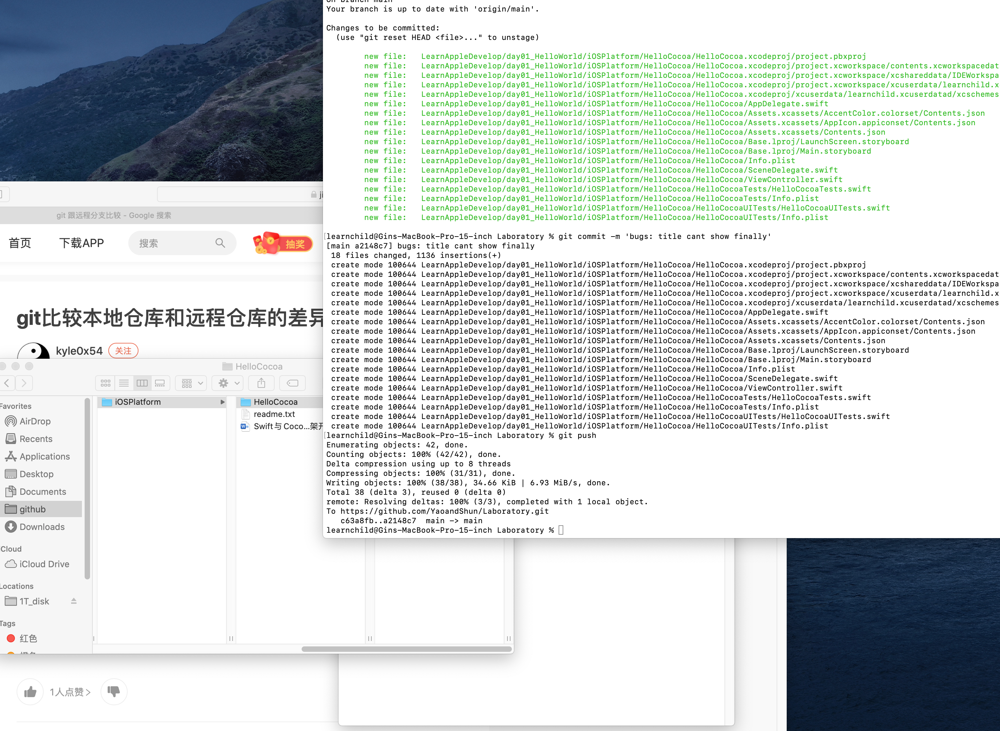 On branch main
Your branch is up to date with 'origin/main'.
Changes to be committed:
(use "git reset HEAD <file>..." to unstage)
new file: LearnAppleDevelop/day01_HelloWorld/iOSPlatform/HelloCocoa/HelloCocoa.xcodeproj/project.pbxproj
new file: LearnAppleDevelop/day01_HelloWorld/iOSPlatform/HelloCocoa/HelloCocoa.xcodeproj/project.xcworkspace/contents.xcworkspacedat
new file: LearnAppleDevelop/day01_HelloWorld/iOSPlatform/HelloCocoa/HelloCocoa.xcodeproj/project.xcworkspace/xcshareddata/IDEWorkspa
new file: LearnAppleDevelop/day01_HelloWorld/iOSPlatform/HelloCocoa/HelloCocoa.xcodeproj/project.xcworkspace/xcuserdata/learnchild.x
new file: LearnAppleDevelop/day01_HelloWorld/iOSPlatform/HelloCocoa/HelloCocoa.xcodeproj/xcuserdata/learnchild.xcuserdatad/xcschemes
new file: LearnAppleDevelop/day01_HelloWorld/iOSPlatform/HelloCocoa/HelloCocoa/AppDelegate.swift
new file: LearnAppleDevelop/day01_HelloWorld/iOSPlatform/HelloCocoa/HelloCocoa/Assets.xcassets/AccentColor.colorset/Contents.json
new file: LearnAppleDevelop/day01_HelloWorld/iOSPlatform/HelloCocoa/HelloCocoa/Assets.xcassets/AppIcon.appiconset/Contents.json
new file: LearnAppleDevelop/day01_HelloWorld/iOSPlatform/HelloCocoa/HelloCocoa/Assets.xcassets/Contents.json
new file: LearnAppleDevelop/day01_HelloWorld/iOSPlatform/HelloCocoa/HelloCocoa/Base.lproj/LaunchScreen.storyboard
new file: LearnAppleDevelop/day01_HelloWorld/iOSPlatform/HelloCocoa/HelloCocoa/Base.lproj/Main.storyboard
new file: LearnAppleDevelop/day01_HelloWorld/iOSPlatform/HelloCocoa/HelloCocoa/Info.plist
new file: LearnAppleDevelop/day01_HelloWorld/iOSPlatform/HelloCocoa/HelloCocoa/SceneDelegate.swift
new file: LearnAppleDevelop/day01_HelloWorld/iOSPlatform/HelloCocoa/HelloCocoa/ViewController.swift
new file: LearnAppleDevelop/day01_HelloWorld/iOSPlatform/HelloCocoa/HelloCocoaTests/HelloCocoaTests.swift
new file: LearnAppleDevelop/day01_HelloWorld/iOSPlatform/HelloCocoa/HelloCocoaTests/Info.plist
new file: LearnAppleDevelop/day01_HelloWorld/iOSPlatform/HelloCocoa/HelloCocoaUITests/HelloCocoaUITests.swift
new file: LearnAppleDevelop/day01_HelloWorld/iOSPlatform/HelloCocoa/HelloCocoaUITests/Info.plist
[learnchild@Gins-MacBook-Pro-15-inch Laboratory % git commit -m 'bugs: title cant show finally'
[main a2148c7] bugs: title cant show finally
18 files changed, 1136 insertions(+)
create mode 100644 LearnAppleDevelop/day01_HelloWorld/iOSPlatform/HelloCocoa/HelloCocoa.xcodeproj/project.pbxproj
create mode 100644 LearnAppleDevelop/day01_HelloWorld/iOSPlatform/HelloCocoa/HelloCocoa.xcodeproj/project.xcworkspace/contents.xcworkspacedat
create mode 100644 LearnAppleDevelop/day01_HelloWorld/iOSPlatform/HelloCocoa/HelloCocoa.xcodeproj/project.xcworkspace/xcshareddata/IDEWorkspa
create mode 100644 LearnAppleDevelop/day01_HelloWorld/iOSPlatform/HelloCocoa/HelloCocoa.xcodeproj/project.xcworkspace/xcuserdata/learnchild.x
create mode 100644 LearnAppleDevelop/day01_HelloWorld/iOSPlatform/HelloCocoa/HelloCocoa.xcodeproj/xcuserdata/learnchild.xcuserdatad/xcschemes
create mode 100644 LearnAppleDevelop/day01_HelloWorld/iOSPlatform/HelloCocoa/HelloCocoa/AppDelegate.swift
create mode 100644 LearnAppleDevelop/day01_HelloWorld/iOSPlatform/HelloCocoa/HelloCocoa/Assets.xcassets/AccentColor.colorset/Contents.json
create mode 100644 LearnAppleDevelop/day01_HelloWorld/iOSPlatform/HelloCocoa/HelloCocoa/Assets.xcassets/AppIcon.appiconset/Contents.json
create mode 100644 LearnAppleDevelop/day01_HelloWorld/iOSPlatform/HelloCocoa/HelloCocoa/Assets.xcassets/Contents.json
create mode 100644 LearnAppleDevelop/day01_HelloWorld/iOSPlatform/HelloCocoa/HelloCocoa/Base.lproj/LaunchScreen.storyboard
create mode 100644 LearnAppleDevelop/day01_HelloWorld/iOSPlatform/HelloCocoa/HelloCocoa/Base.lproj/Main.storyboard
create mode 100644 LearnAppleDevelop/day01_HelloWorld/iOSPlatform/HelloCocoa/HelloCocoa/Info.plist
create mode 100644 LearnAppleDevelop/day01_HelloWorld/iOSPlatform/HelloCocoa/HelloCocoa/SceneDelegate.swift
create mode 100644 LearnAppleDevelop/day01_HelloWorld/iOSPlatform/HelloCocoa/HelloCocoa/ViewController.swift
create mode 100644 LearnAppleDevelop/day01_HelloWorld/iOSPlatform/HelloCocoa/HelloCocoaTests/HelloCocoaTests.swift
create mode 100644 LearnAppleDevelop/day01_HelloWorld/iOSPlatform/HelloCocoa/HelloCocoaTests/Info.plist
create mode 100644 LearnAppleDevelop/day01_HelloWorld/iOSPlatform/HelloCocoa/HelloCocoaUITests/HelloCocoaUITests.swift
create mode 100644 LearnAppleDevelop/day01_HelloWorld/iOSPlatform/HelloCocoa/HelloCocoaUITests/Info.plist
[learnchild@Gins-MacBook-Pro-15-inch Laboratory % git push
Enumerating objects: 42, done.
Counting objects: 100% (42/42), done.
Delta compression using up to 8 threads
Compressing objects: 100% (31/31), done.
Writing objects: 100% (38/38), 34.66 KiB | 6.93 MiB/s, done.
Total 38 (delta 3), reused 0 (delta 0)
remote: Resolving deltas: 100% (3/3), completed with 1 local object.
To https://github.com/YaoandShun/Laboratory.git
c63a8fb..a2148c7 main -> main
learnchild@Gins-MacBook-Pro-15-inch Laboratory %
ji
git 跟远程分支比较 - Google 搜索
首页
下载APP
搜索
抽奖
git比较本地仓库和远程仓库的差异
kyle0x54
关注
HelloCocoa
Favorites
AirDrop
Recents
Applications
Desktop
Documents
github
Downloads
iCloud
iCloud Drive
Locations
1T_disk
Tags
红色
橙色
iOSPlatform
HelloCocoa
readme.txt
Swift与 Coco...架开
1人点赞>